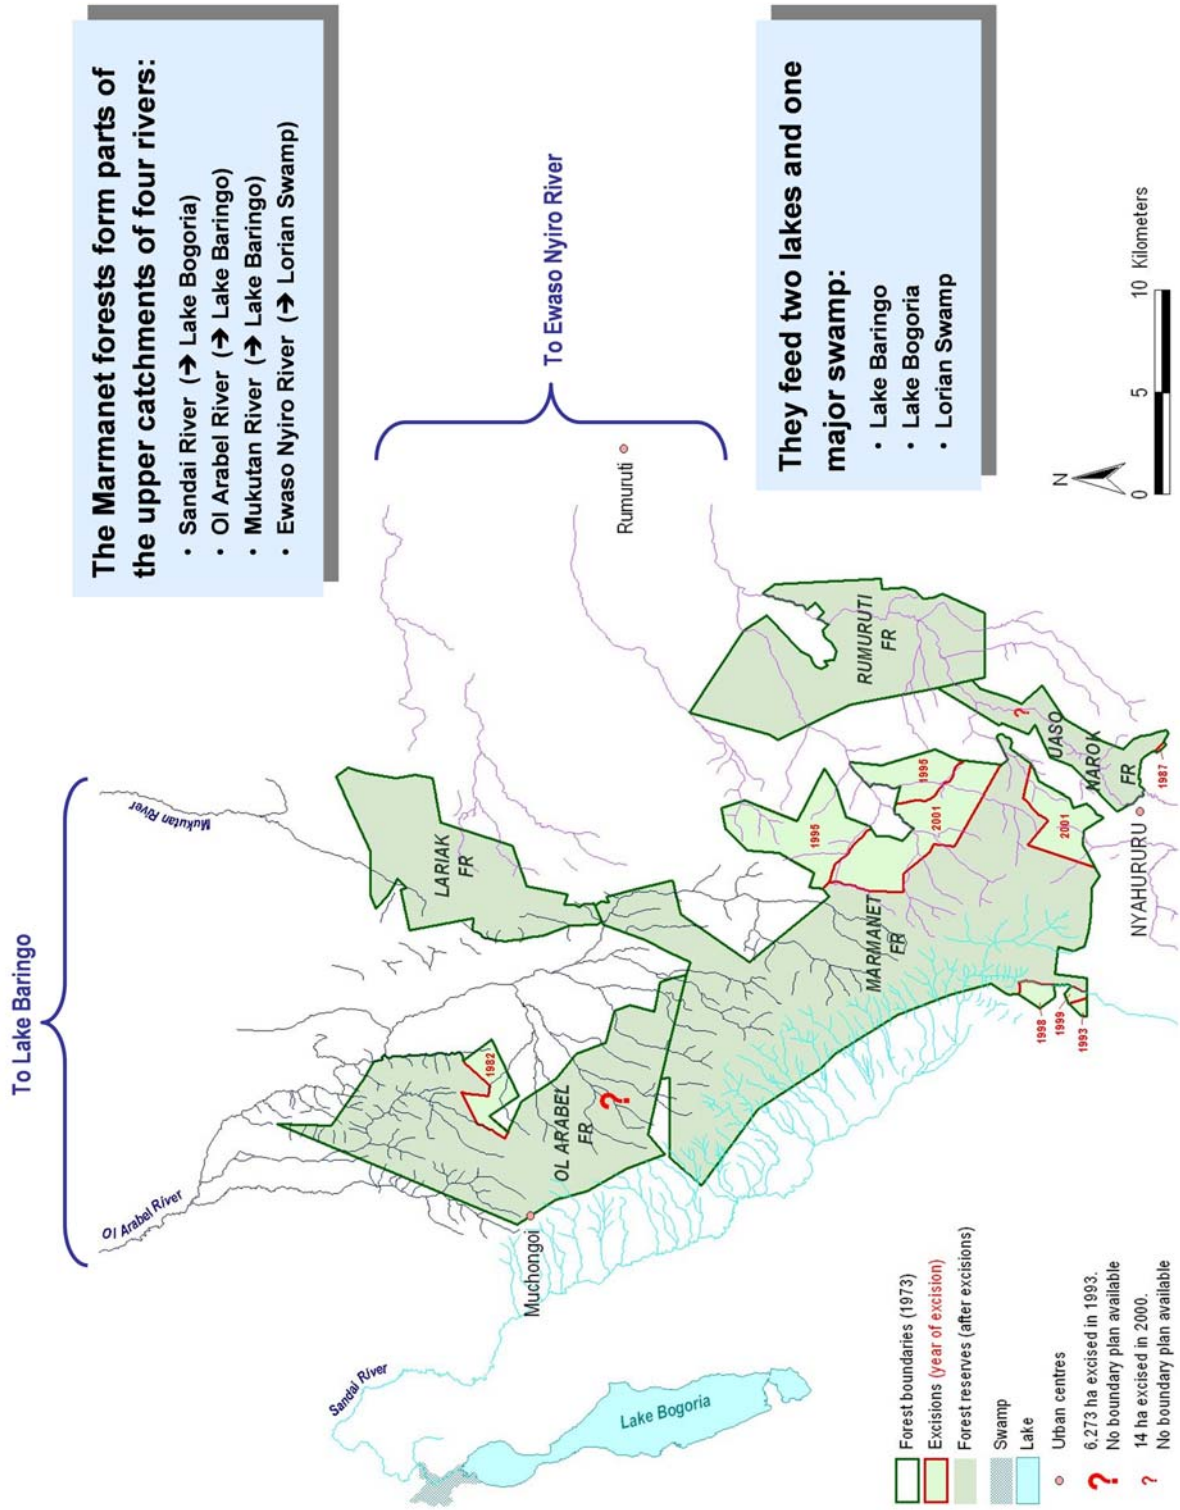 The Marmanet forests form parts of
the upper catchments of four rivers:
• Sandai River (➔ Lake Bogoria)
• Ol Arabel River (➔ Lake Baringo)
• Mukutan River (➔ Lake Baringo)
• Ewaso Nyiro River (➔ Lorian Swamp)
To Lake Baringo
Ol Arabel River
Mukutan River
Sandai River
Lake Bogoria
Muchongoi
OL ARABEL
FR
?
1982
LARIAK
FR
MARMANET
FR
1995
1995
2001
2001
1998
1999
1993
RUMURUTI
FR
UASO
NAROK
FR
?
1987
NYAHURURU
Rumuruti
To Ewaso Nyiro River
They feed two lakes and one
major swamp:
• Lake Baringo
• Lake Bogoria
• Lorian Swamp
N
0 5 10 Kilometers
Forest boundaries (1973)
Excisions (year of excision)
Forest reserves (after excisions)
Swamp
Lake
Urban centres
? 6,273 ha excised in 1993.
No boundary plan available
? 14 ha excised in 2000.
No boundary plan available